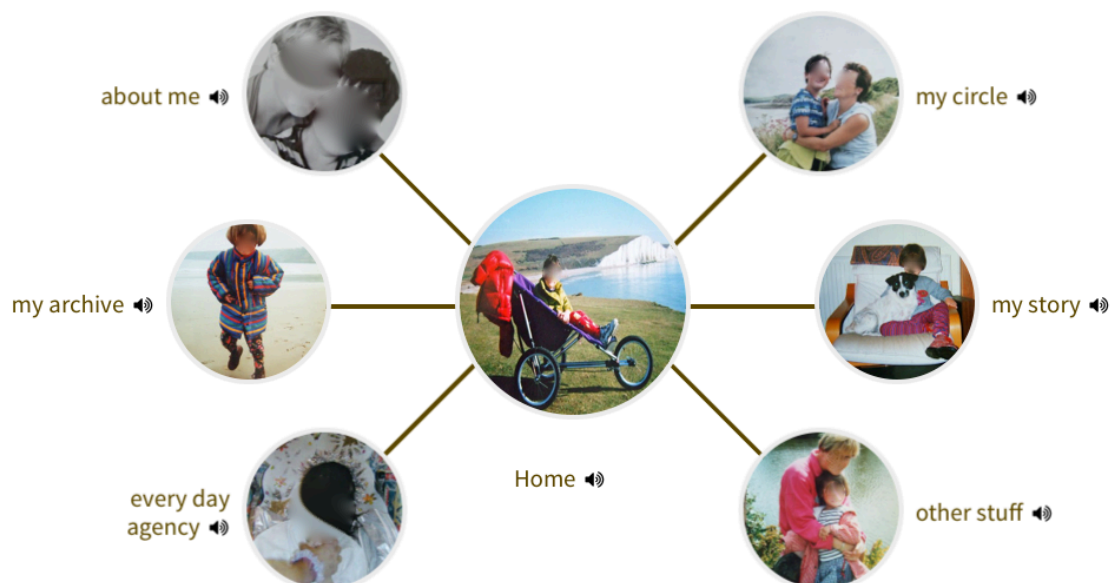 about me
my circle
my archive
my story
every day
agency
Home
other stuff